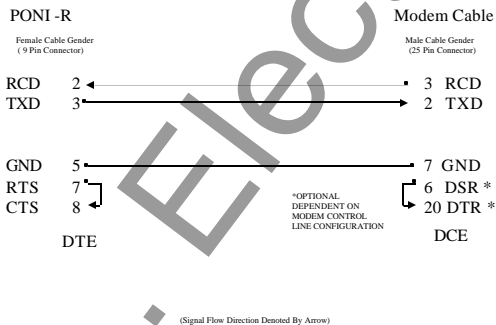 PONI -R Modem Cable
Female Cable Gender Male Cable Gender
( 9 Pin Connector) (25 Pin Connector)
RCD 2 3 RCD
TXD 3 2 TXD
GND 5 7 GND
RTS 7 6 DSR *
CTS 8 20 DTR *
*OPTIONAL
DEPENDENT ON
MODEM CONTROL
LINE CONFIGURATION
DTE DCE
(Signal Flow Direction Denoted By Arrow)